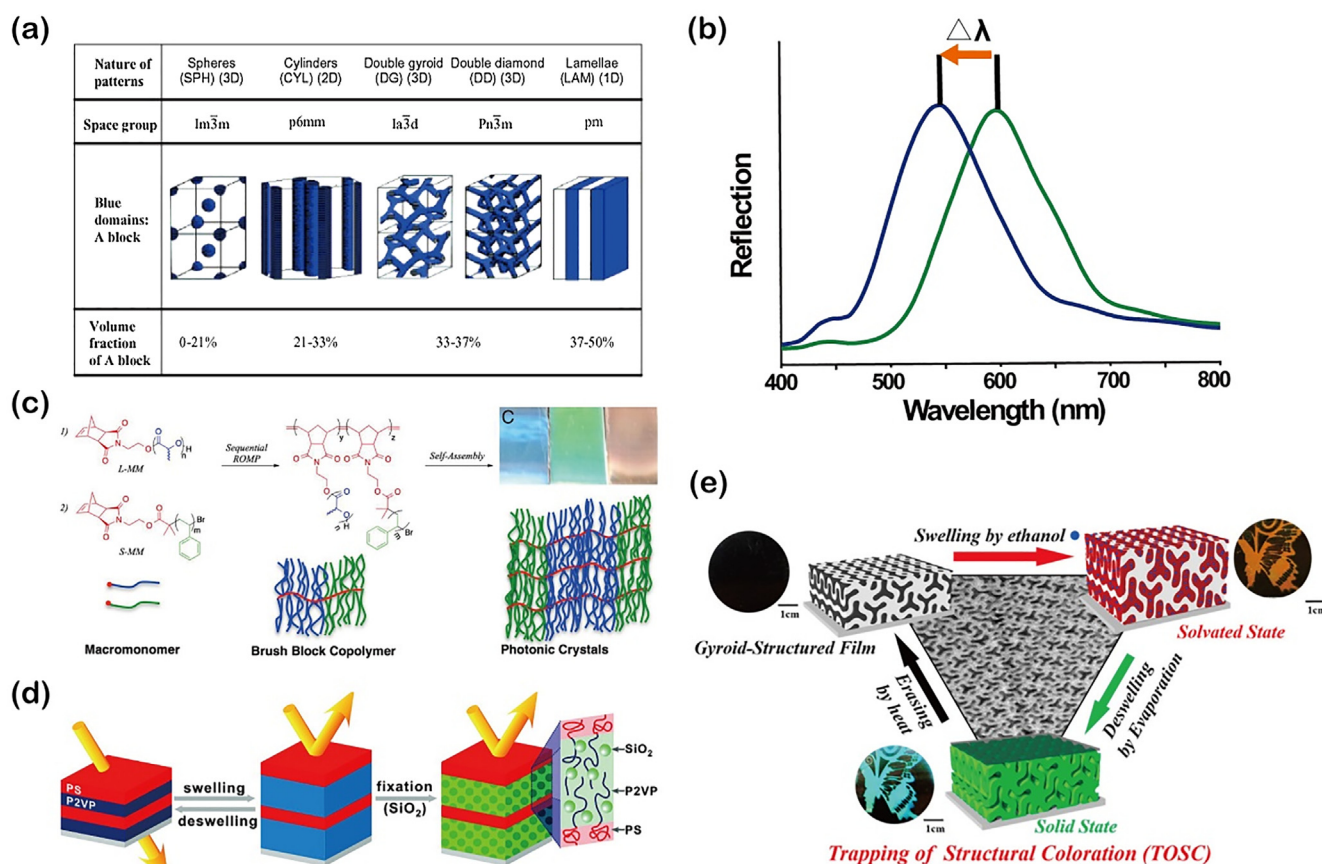 (a)
Nature of Spheres Cylinders Double gyroid Double diamond Lamellae
patterns (SPH) (3D) (CYL) (2D) (DG) (3D) (DD) (3D) (LAM) (1D)
Space group Im3̅m p6mm Ia3̅d Pn3̅m pm
Blue
domains:
A block
Volume
fraction
of A block
0-21% 21-33% 33-37% 37-50%
(b)
△λ
Reflection
400 500 600 700 800
Wavelength (nm)
(c)
1)
N
O
O
O
O
O
H
n
L-MM
2)
N
O
O
O
O
Br
m
S-MM
Macromonomer
Sequential
ROMP
y
z
O
N
O
O
N
O
O
O
O
O
O
n
H
m
Br
Brush Block Copolymer
Self-Assembly
C
Photonic Crystals
(d)
PS
P2VP
swelling
deswelling
fixation
(SiO2)
SiO2
P2VP
PS
(e)
Swelling by ethanol
1cm
1cm
Gyroid-Structured Film
Solvated State
Erasing
by heat
Deswelling
by Evaporation
1cm
Solid State
Trapping of Structural Coloration (TOSC)